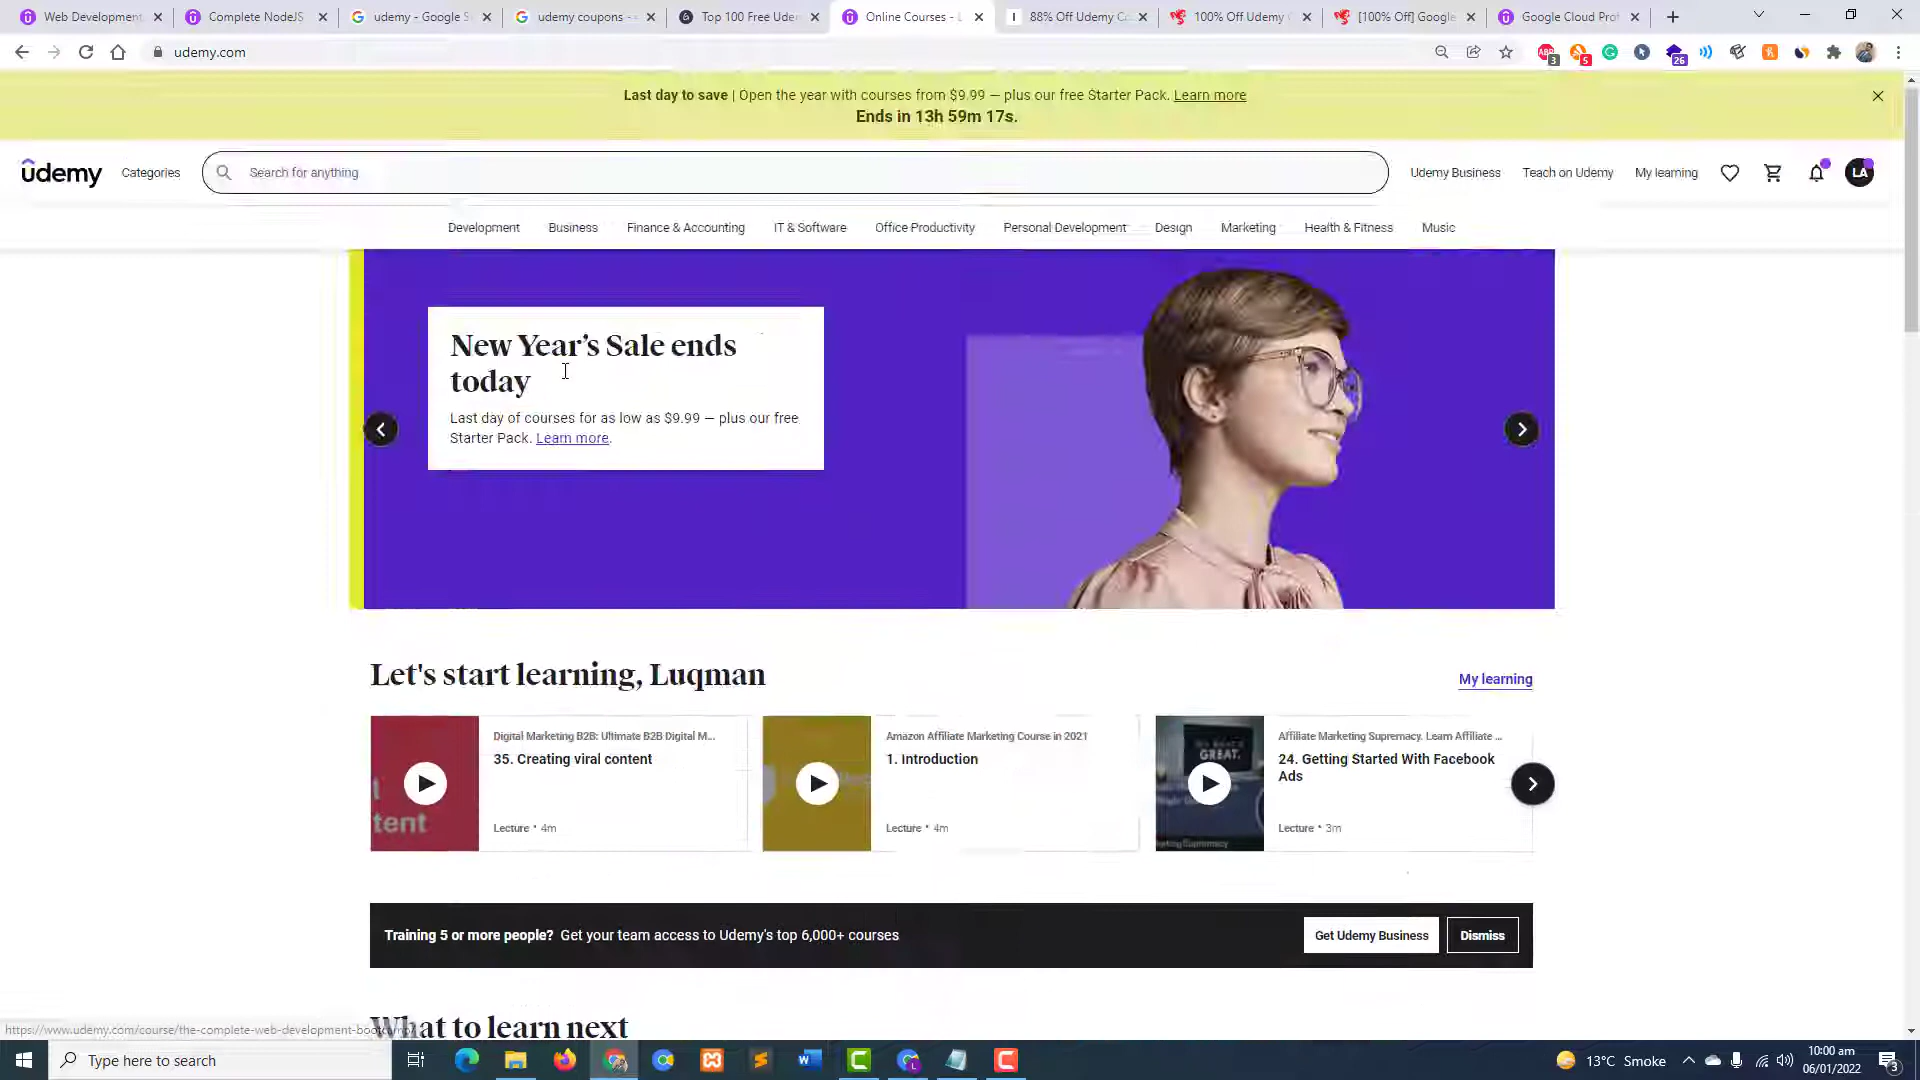 Web Development
Complete NodeJS
udemy - Google S
udemy coupons -
Top 100 Free Uder
Online Courses - L
88% Off Udemy Co
100% Off Udemy C
[100% Off] Google
Google Cloud Prof
udemy.com
3
5
26
Last day to save | Open the year with courses from $9.99 — plus our free Starter Pack. Learn more
Ends in 13h 59m 17s.
udemy
Categories
Search for anything
Udemy Business
Teach on Udemy
My learning
LA
Development
Business
Finance & Accounting
IT & Software
Office Productivity
Personal Development
Design
Marketing
Health & Fitness
Music
New Year's Sale ends
today
Last day of courses for as low as $9.99 — plus our free
Starter Pack. Learn more.
Let's start learning, Luqman
My learning
Digital Marketing B2B: Ultimate B2B Digital M...
35. Creating viral content
Lecture • 4m
tent
Amazon Affiliate Marketing Course in 2021
1. Introduction
Lecture • 4m
GREAT.
Affiliate Marketing Supremacy. Learn Affiliate ...
24. Getting Started With Facebook
Ads
Lecture • 3m
Training 5 or more people? Get your team access to Udemy's top 6,000+ courses
Get Udemy Business
Dismiss
What to learn next
https://www.udemy.com/course/the-complete-web-development-bootcamp/
Type here to search
13°C Smoke
10:00 am
06/01/2022
3